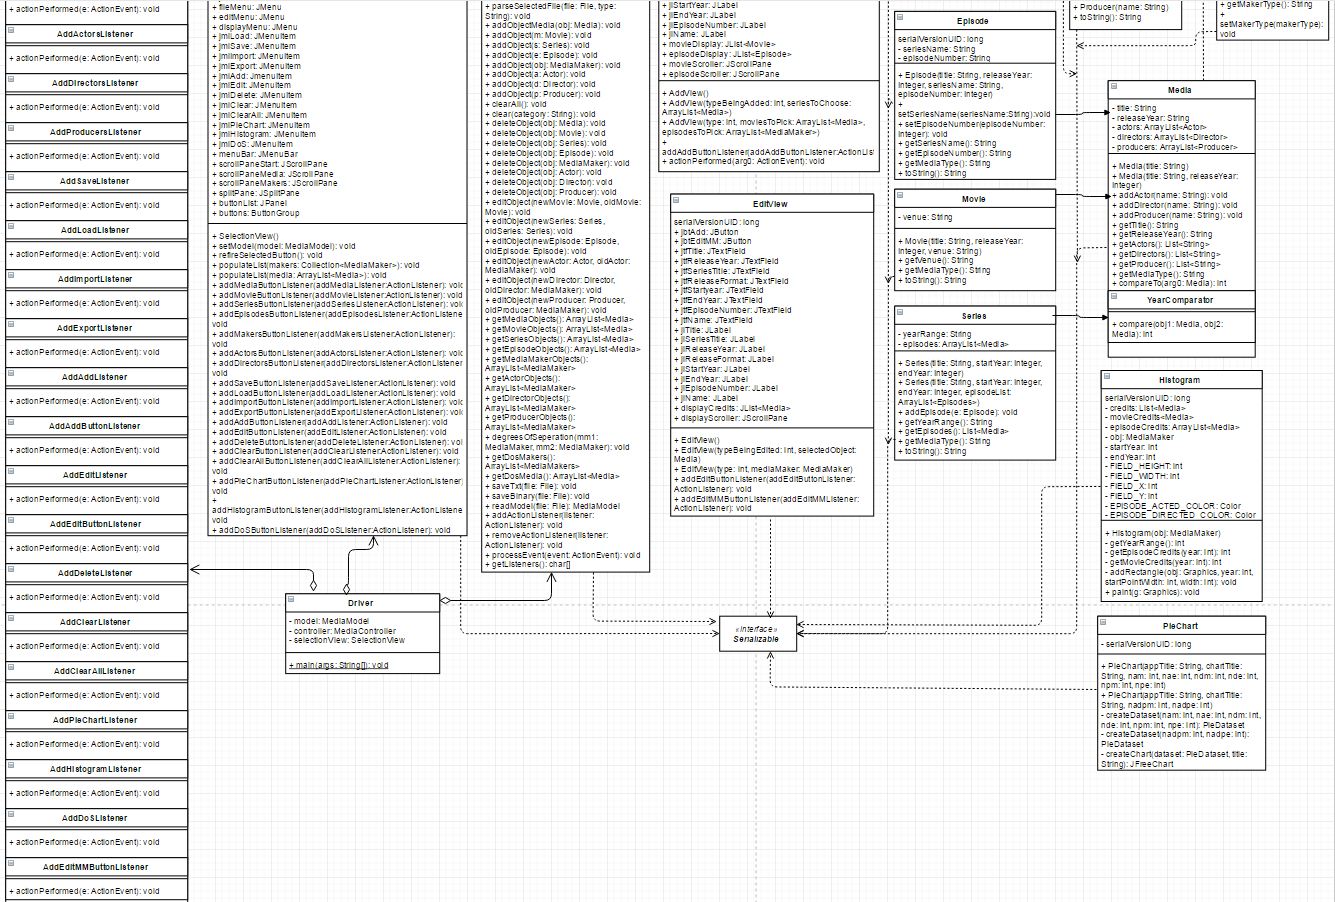 + actionPerformed(e: ActionEvent): void
AddActorsListener
+ actionPerformed(e: ActionEvent): void
AddDirectorsListener
+ actionPerformed(e: ActionEvent): void
AddProducersListener
+ actionPerformed(e: ActionEvent): void
AddSaveListener
+ actionPerformed(e: ActionEvent): void
AddLoadListener
+ actionPerformed(e: ActionEvent): void
AddImportListener
+ actionPerformed(e: ActionEvent): void
AddExportListener
+ actionPerformed(e: ActionEvent): void
AddAddListener
+ actionPerformed(e: ActionEvent): void
AddAddButtonListener
+ actionPerformed(e: ActionEvent): void
AddEditListener
+ actionPerformed(e: ActionEvent): void
AddEditButtonListener
+ actionPerformed(e: ActionEvent): void
AddDeleteListener
+ actionPerformed(e: ActionEvent): void
AddClearListener
+ actionPerformed(e: ActionEvent): void
AddClearAllListener
+ actionPerformed(e: ActionEvent): void
AddPieChartListener
+ actionPerformed(e: ActionEvent): void
AddHistogramListener
+ actionPerformed(e: ActionEvent): void
AddDoSListener
+ actionPerformed(e: ActionEvent): void
AddEditMMButtonListener
+ actionPerformed(e: ActionEvent): void
+ fileMenu: JMenu
+ editMenu: JMenu
+ displayMenu: JMenu
+ jmiLoad: JMenuItem
+ jmiSave: JMenuItem
+ jmiImport: JMenuItem
+ jmiExport: JMenuItem
+ jmiAdd: JmenuItem
+ jmiEdit: JMenuItem
+ jmiDelete: JMenuItem
+ jmiClear: JMenuItem
+ jmiClearAll: JMenuItem
+ jmiPieChart: JMenuItem
+ jmiHistogram: JMenuItem
+ jmiDoS: JMenuItem
+ menuBar: JMenuBar
+ scrollPaneStart: JScrollPane
+ scrollPaneMedia: JScrollPane
+ scrollPaneMakers: JScrollPane
+ splitPane: JSplitPane
+ buttonList: JPanel
+ buttons: ButtonGroup
+ SelectionView()
+ setModel(model: MediaModel): void
+ refireSelectedButton(): void
+ populateList(makers: Collection<MediaMaker>): void
+ populateList(media: ArrayList<Media>): void
+ addMediaButtonListener(addMediaListener:ActionListener): void
+ addMovieButtonListener(addMovieListener:ActionListener): void
+ addSeriesButtonListener(addSeriesListener:ActionListener): void
+ addEpisodesButtonListener(addEpisodesListener:ActionListener):
void
+ addMakersButtonListener(addMakersListener:ActionListener):
void
+ addActorsButtonListener(addActorsListener:ActionListener): void
+ addDirectorsButtonListener(addDirectorsListener:ActionListener):
void
+ addSaveButtonListener(addSaveListener:ActionListener): void
+ addLoadButtonListener(addLoadListener:ActionListener): void
+ addImportButtonListener(addImportListener:ActionListener): void
+ addExportButtonListener(addExportListener:ActionListener): void
+ addAddButtonListener(addAddListener:ActionListener): void
+ addEditButtonListener(addEditListener:ActionListener): void
+ addDeleteButtonListener(addDeleteListener:ActionListener): void
+ addClearButtonListener(addClearListener:ActionListener): void
+ addClearAllButtonListener(addClearAllListener:ActionListener):
void
+ addPieChartButtonListener(addPieChartListener:ActionListener):
void
+
addHistogramButtonListener(addHistogramListener:ActionListener
void
+ addDoSButtonListener(addDoSListener:ActionListener): void
Driver
- model: MediaModel
- controller: MediaController
- selectionView: SelectionView
+ main(args: String[]): void
+ parseSelectedFile(file: File, type:
String): void
+ addObject(obj: Media): void
+ addObject(m: Movie): void
+ addObject(s: Series): void
+ addObject(e: Episode): void
+ addObject(obj: MediaMaker): void
+ addObject(a: Actor): void
+ addObject(d: Director): void
+ addObject(p: Producer): void
+ clearAll(): void
+ clear(category: String): void
+ deleteObject(obj: Media): void
+ deleteObject(obj: Movie): void
+ deleteObject(obj: Series): void
+ deleteObject(obj: Episode): void
+ deleteObject(obj: MediaMaker): void
+ deleteObject(obj: Actor): void
+ deleteObject(obj: Director): void
+ deleteObject(obj: Producer): void
+ editObject(newMovie: Movie, oldMovie:
Movie): void
+ editObject(newSeries: Series,
oldSeries: Series): void
+ editObject(newEpisode: Episode,
oldEpisode: Episode): void
+ editObject(newActor: Actor, oldActor:
MediaMaker): void
+ editObject(newDirector: Director,
oldDirector: MediaMaker): void
+ editObject(newProducer: Producer,
oldProducer: MediaMaker): void
+ getMediaObjects(): ArrayList<Media>
+ getMovieObjects(): ArrayList<Media>
+ getSeriesObjects(): ArrayList<Media>
+ getEpisodeObjects(): ArrayList<Media>
+ getMediaMakerObjects():
ArrayList<MediaMaker>
+ getActorObjects():
ArrayList<MediaMaker>
+ getDirectorObjects():
ArrayList<MediaMaker>
+ getProducerObjects():
ArrayList<MediaMaker>
+ degreesOfSeperation(mm1:
MediaMaker, mm2: MediaMaker): void
+ getDosMakers():
ArrayList<MediaMakers>
+ getDosMedia(): ArrayList<Media>
+ saveTxt(file: File): void
+ saveBinary(file: File): void
+ readModel(file: File): MediaModel
+ addActionListener(listener:
ActionListener): void
+ removeActionListener(listener:
ActionListener): void
+ processEvent(event: ActionEvent): void
+ getListeners(): char[]
+ jlStartYear: JLabel
+ jlEndYear: JLabel
+ jlEpisodeNumber: JLabel
+ jlName: JLabel
+ movieDisplay: JList<Movie>
+ episodeDisplay: JList<Episode>
+ movieScroller: JScrollPane
+ episodeScroller: JScrollPane
+ AddView()
+ AddView(typeBeingAdded: int, seriesToChoose:
ArrayList<Media>)
+ AddView(type: int, moviesToPick: ArrayList<Media>,
episodesToPick: ArrayList<MediaMaker>)
+
addAddButtonListener(addAddButtonListener:ActionList
+ actionPerformed(arg0: ActionEvent): void
EditView
serialVersionUID: long
+ jbtAdd: JButton
+ jbtEditMM: JButton
+ jtfTitle: JTextField
+ jtfReleaseYear: JTextField
+ jtfSeriesTitle: JTextField
+ jtfReleaseFormat: JTextField
+ jtfStartyear: JTextField
+ jtfEndYear: JTextField
+ jtfEpisodeNumber: JTextField
+ jtfName: JTextField
+ jlTitle: JLabel
+ jlSeriesTitle: JLabel
+ jlReleaseYear: JLabel
+ jlReleaseFormat: JLabel
+ jlStartYear: JLabel
+ jlEndYear: JLabel
+ jlEpisodeNumber: JLabel
+ jlName: JLabel
+ displayCredits: JList<Media>
+ displayScroller: JScrollPane
+ EditView()
+ EditView(typeBeingEdited: int, selectedObject:
Media)
+ EditView(type: int, mediaMaker: MediaMaker)
+ addEditButtonListener(addEditButtonListener:
ActionListener): void
+ addEditMMButtonListener(addEditMMListener:
ActionListener): void
«interface»
Serializable
Episode
serialVersionUID: long
- seriesName: String
- episodeNumber: String
+ Episode(title: String, releaseYear:
Integer, seriesName: String,
episodeNumber: Integer)
+
setSeriesName(seriesName:String):void
+ setEpisodeNumber(episodeNumber:
Integer): void
+ getSeriesName(): String
+ getEpisodeNumber(): String
+ getMediaType(): String
+ toString(): String
Movie
- venue: String
+ Movie(title: String, releaseYear:
Integer, venue: String)
+ getVenue(): String
+ getMediaType(): String
+ toString(): String
Series
- yearRange: String
- episodes: ArrayList<Media>
+ Series(title: String, startYear: Integer,
endYear: Integer)
+ Series(title: String, startYear: Integer,
endYear: Integer, episodeList:
ArrayList<Episodes>)
+ addEpisode(e: Episode): void
+ getYearRange(): String
+ getEpisodes(): List<Media>
+ getMediaType(): String
+ toString(): String
+ Producer(name: String)
+ toString(): String
+ getMakerType(): String
+
setMakerType(makerType):
void
Media
- title: String
- releaseYear: String
- actors: ArrayList<Actor>
- directors: ArrayList<Director>
- producers: ArrayList<Producer>
+ Media(title: String)
+ Media(title: String, releaseYear:
Integer)
+ addActor(name: String): void
+ addDirector(name: String): void
+ addProducer(name: String): void
+ getTitle(): String
+ getReleaseYear(): String
+ getActors(): List<String>
+ getDirectors(): List<String>
+ getProducer(): List<String>
+ getMediaType(): String
+ compareTo(arg0: Media): int
YearComparator
+ compare(obj1: Media, obj2:
Media): int
Histogram
serialVersionUID: long
- credits: List<Media>
- movieCredits: <Media>
- episodeCredits: ArrayList<Media>
- obj: MediaMaker
- startYear: int
- endYear: int
- FIELD_HEIGHT: int
- FIELD_WIDTH: int
- FIELD_X: int
- FIELD_Y: int
- EPISODE_ACTED_COLOR: Color
- EPISODE_DIRECTED_COLOR: Color
+ Histogram(obj: MediaMaker)
- getYearRange(): int
- getEpisodeCredits(year: int): int
- getMovieCredits(year: int): int
- addRectangle(obj: Graphics, year: int,
startPointWidth: int, width: int): void
+ paint(g: Graphics): void
PieChart
- serialVersionUID: long
+ PieChart(appTitle: String, chartTitle:
String, nam: int, nae: int, ndm: int, nde: int,
npm: int, npe: int)
+ PieChart(appTitle: String, chartTitle:
String, nadpm: int, nadpe: int)
- createDataset(nam: int, nae: int, ndm: int,
nde: int, npm: int, npe: int): PieDataset
- createDataset(nadpm: int, nadpe: int):
PieDataset
- createChart(dataset: PieDataset, title:
String): JFreeChart